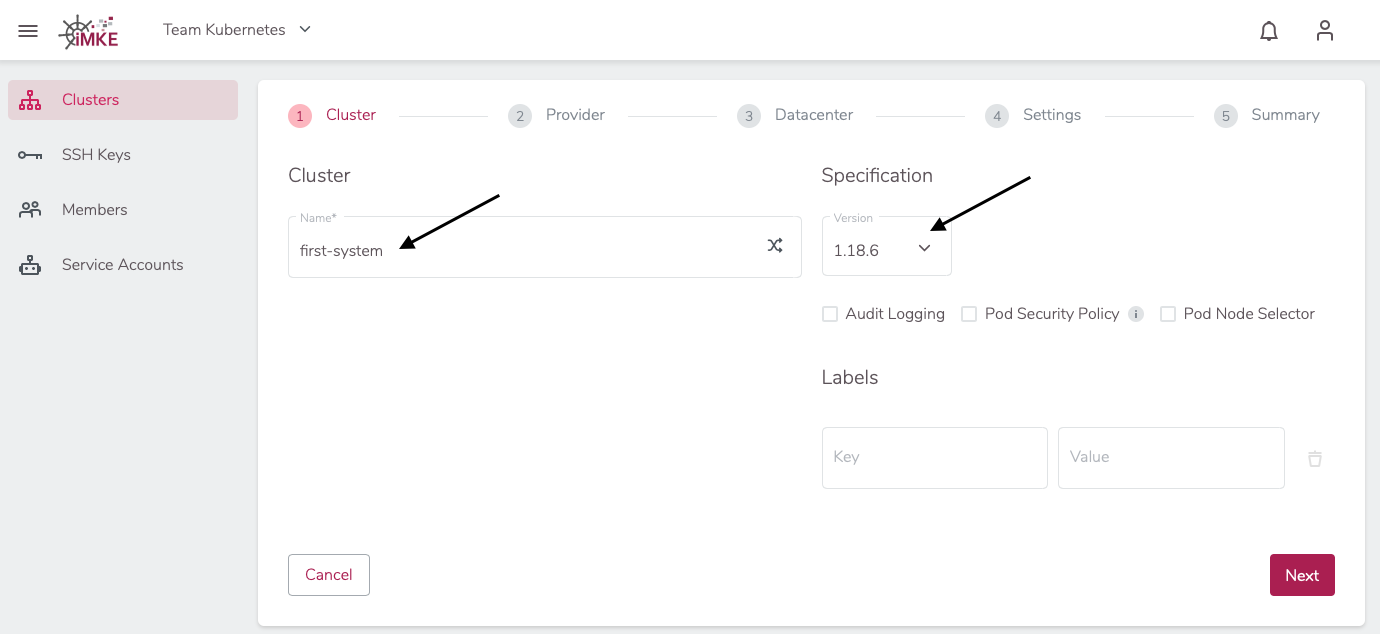 iMKE
Team Kubernetes
Clusters
SSH Keys
Members
Service Accounts
1 Cluster
2 Provider
3 Datacenter
4 Settings
5 Summary
Cluster
Name*
first-system
Specification
Version
1.18.6
Audit Logging
Pod Security Policy i
Pod Node Selector
Labels
Key
Value
Cancel
Next